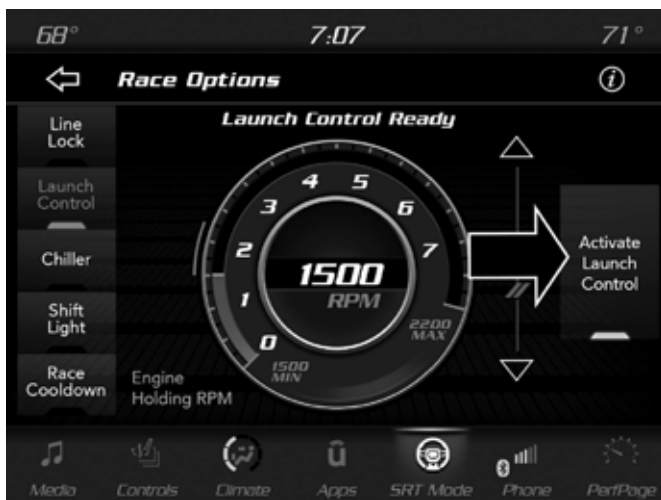 68°
7:07
71°
Race Options
i
Launch Control Ready
Line
Lock
Launch
Control
Chiller
Shift
Light
Race
Cooldown
0
1
2
3
4
5
6
7
1500
RPM
1500
MIN
2200
MAX
Engine
Holding RPM
Activate
Launch
Control
Media
Controls
Climate
ū
Apps
SRT Mode
Phone
PerfPage